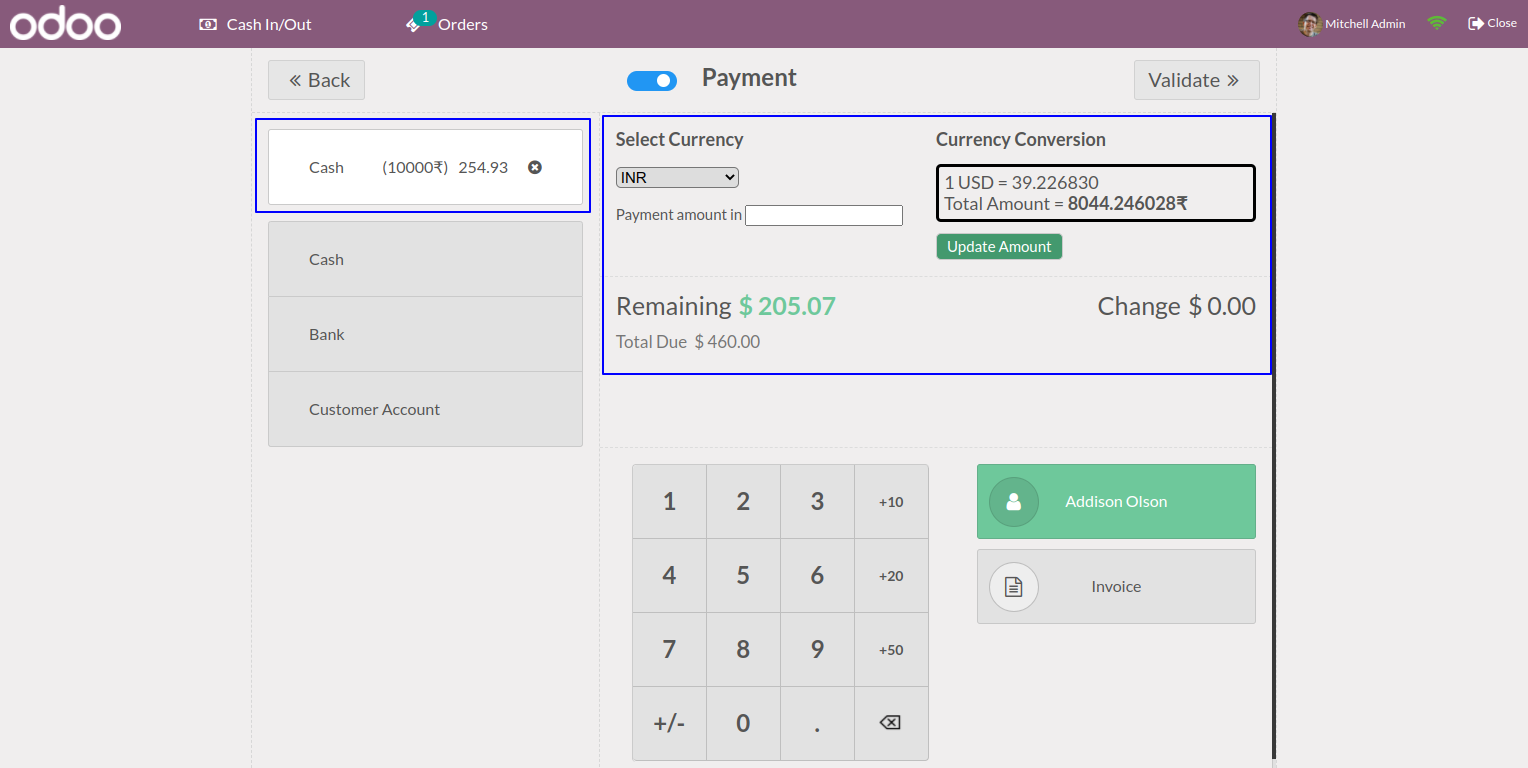 odoo
Cash In/Out
1
Orders
Mitchell Admin
Close
Back
Payment
Validate
Cash (10000₹) 254.93
Cash
Bank
Customer Account
Select Currency
INR
Payment amount in
Currency Conversion
1 USD = 39.226830
Total Amount = 8044.246028₹
Update Amount
Remaining $ 205.07
Change $ 0.00
Total Due $ 460.00
1 2 3 +10
4 5 6 +20
7 8 9 +50
+/- 0 .
Addison Olson
Invoice